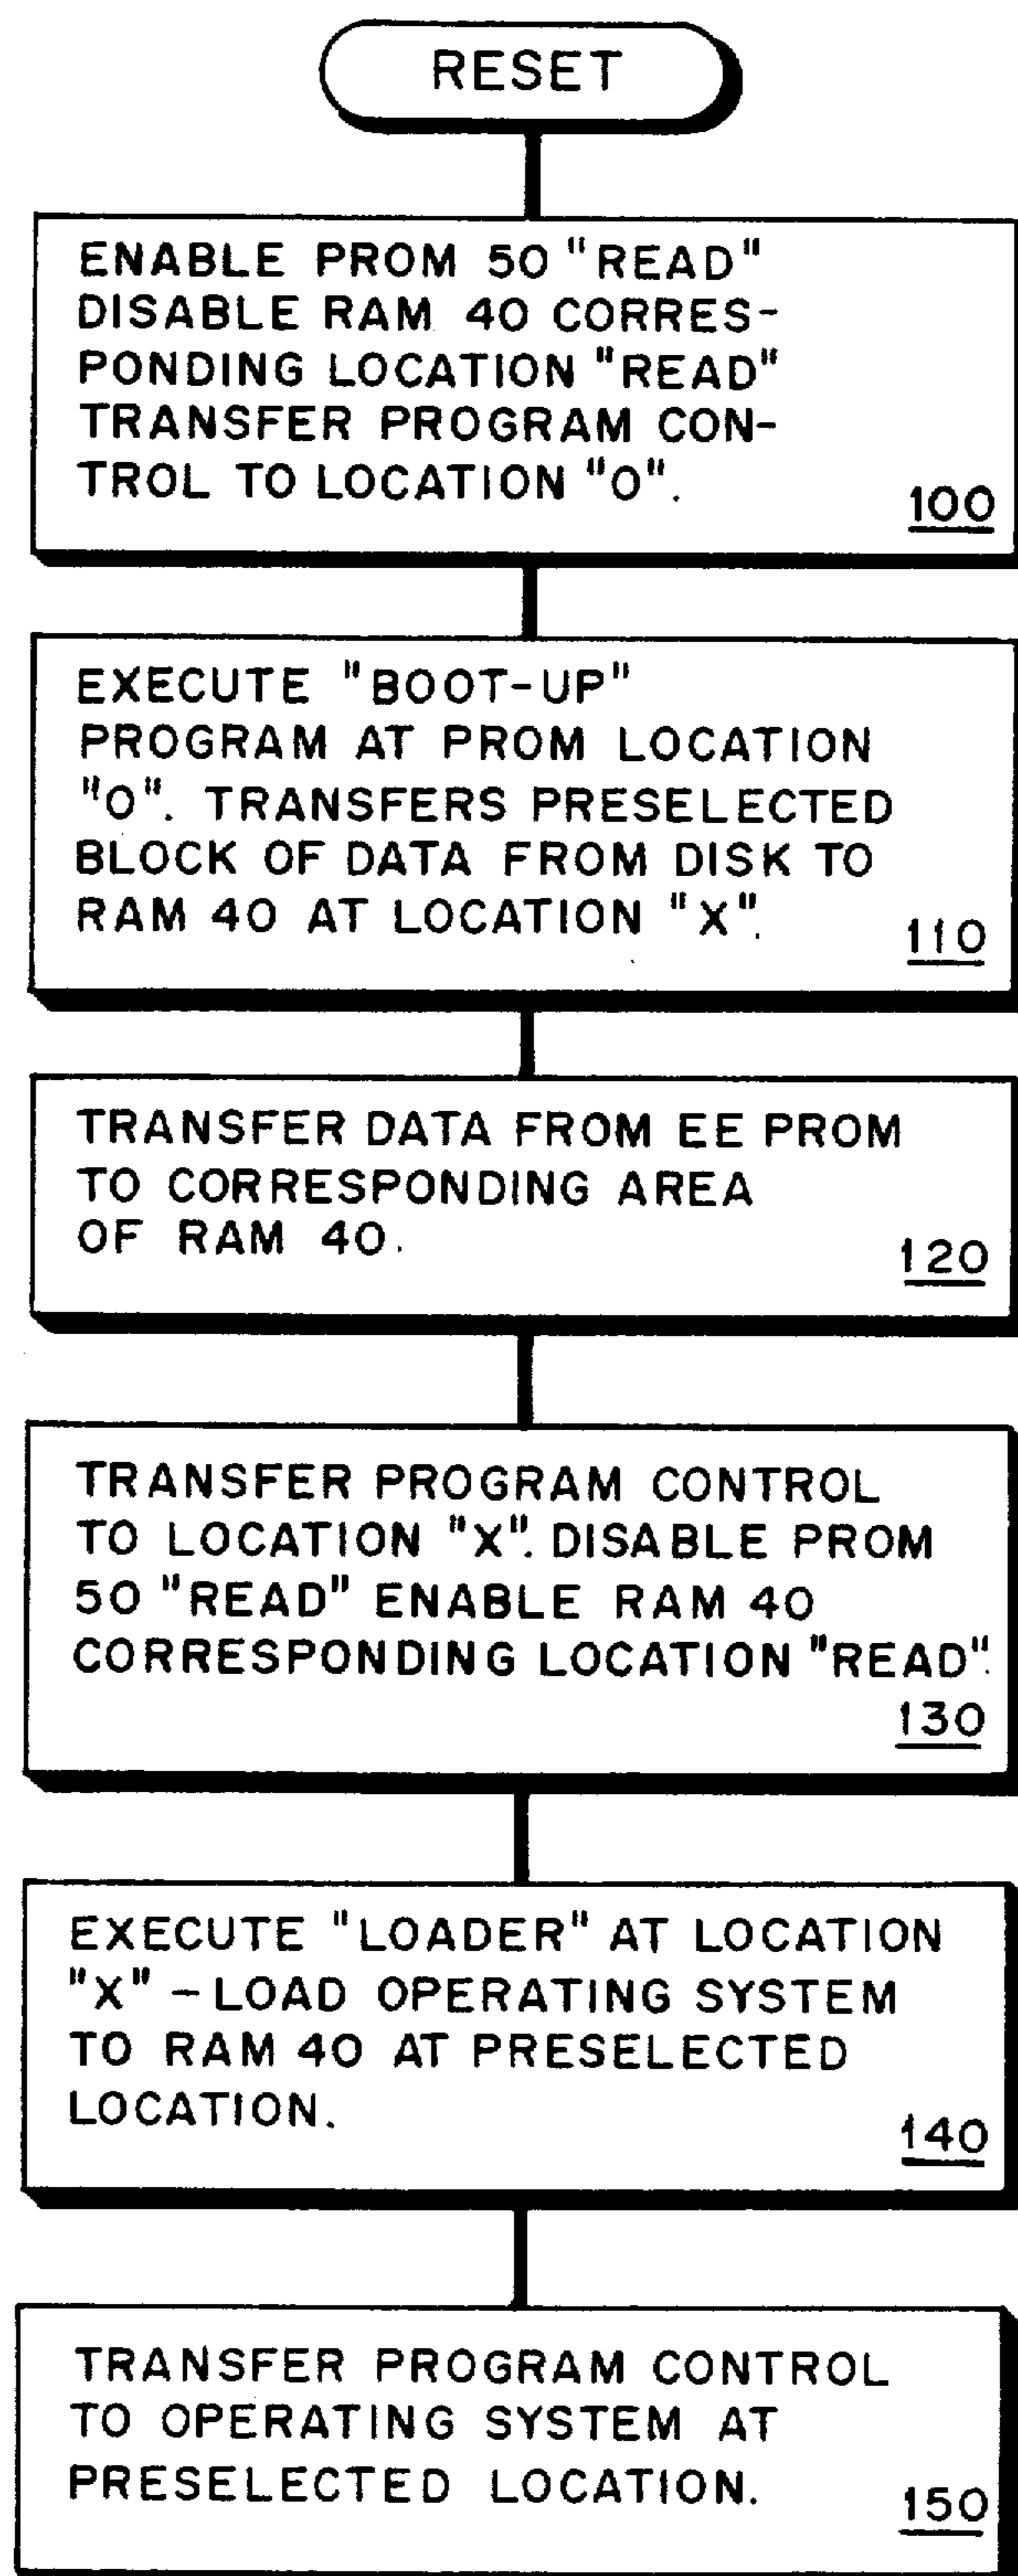 RESET
ENABLE PROM 50 "READ"
DISABLE RAM 40 CORRES-
PONDING LOCATION "READ"
TRANSFER PROGRAM CON-
TROL TO LOCATION "O".
100
EXECUTE "BOOT-UP"
PROGRAM AT PROM LOCATION
"O". TRANSFERS PRESELECTED
BLOCK OF DATA FROM DISK TO
RAM 40 AT LOCATION "X".
110
TRANSFER DATA FROM EE PROM
TO CORRESPONDING AREA
OF RAM 40.
120
TRANSFER PROGRAM CONTROL
TO LOCATION "X". DISABLE PROM
50 "READ" ENABLE RAM 40
CORRESPONDING LOCATION "READ".
130
EXECUTE "LOADER" AT LOCATION
"X" – LOAD OPERATING SYSTEM
TO RAM 40 AT PRESELECTED
LOCATION.
140
TRANSFER PROGRAM CONTROL
TO OPERATING SYSTEM AT
PRESELECTED LOCATION.
150